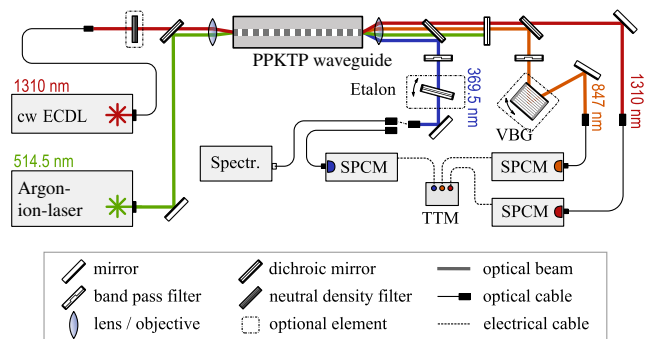 PPKTP waveguide
1310 nm
cw ECDL
514.5 nm
Argon-
ion-laser
Etalon
369.5 nm
VBG
847 nm
1310 nm
Spectr.
SPCM
TTM
SPCM
SPCM
mirror
dichroic mirror
optical beam
band pass filter
neutral density filter
optical cable
lens / objective
optional element
electrical cable